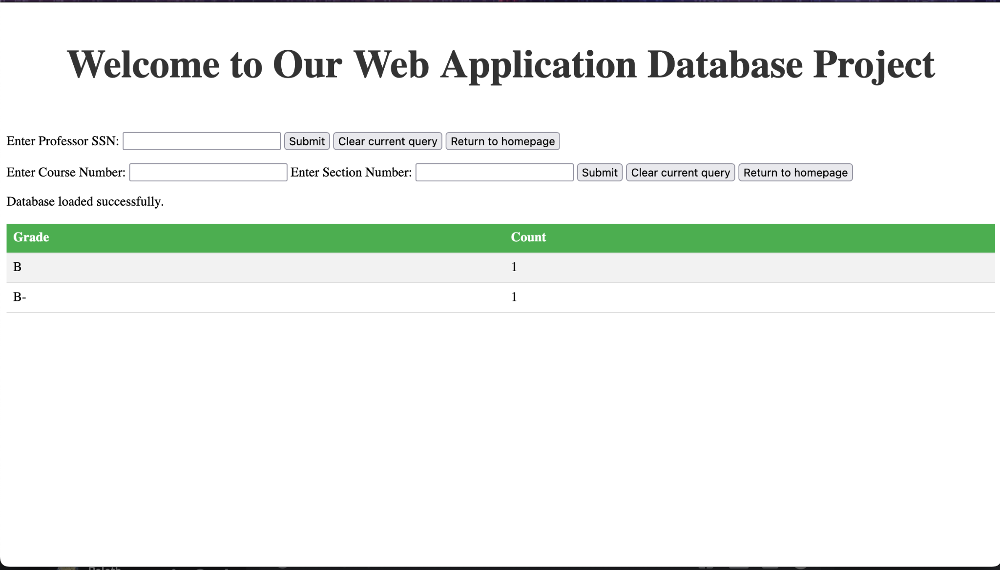 Welcome to Our Web Application Database Project
Enter Professor SSN: Submit Clear current query Return to homepage
Enter Course Number: Enter Section Number: Submit Clear current query Return to homepage
Database loaded successfully.
Grade Count
B 1
B- 1